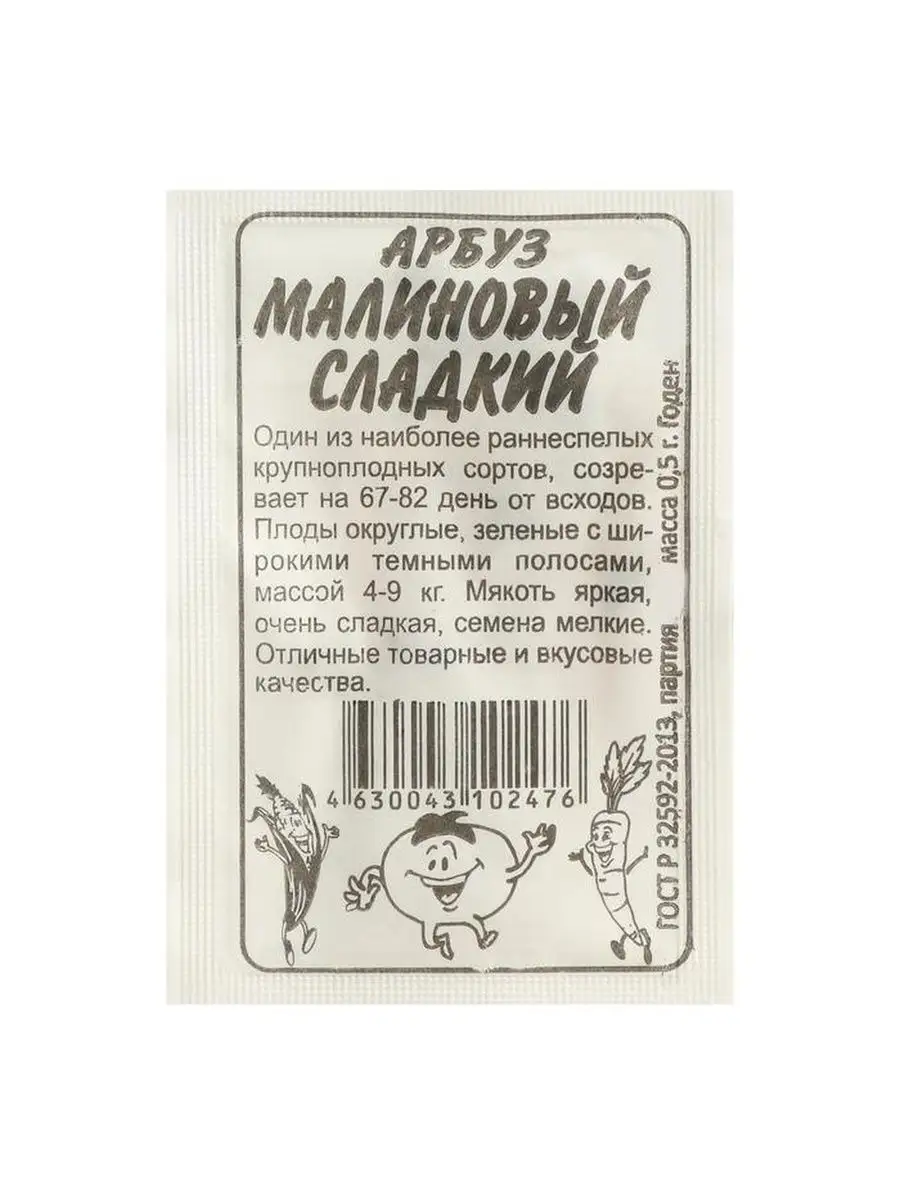 АРБУЗ
МАЛИНОВЫЙ
СЛАДКИЙ
Один из наиболее раннеспелых
крупноплодных сортов, созре-
вает на 67-82 день от всходов.
Плоды округлые, зеленые с ши-
рокими темными полосами,
массой 4-9 кг. Мякоть яркая,
очень сладкая, семена мелкие.
Отличные товарные и вкусовые
качества.
4 630043 102476
ГОСТ Р 32592-2013, партия масса 0,5 г. Годен